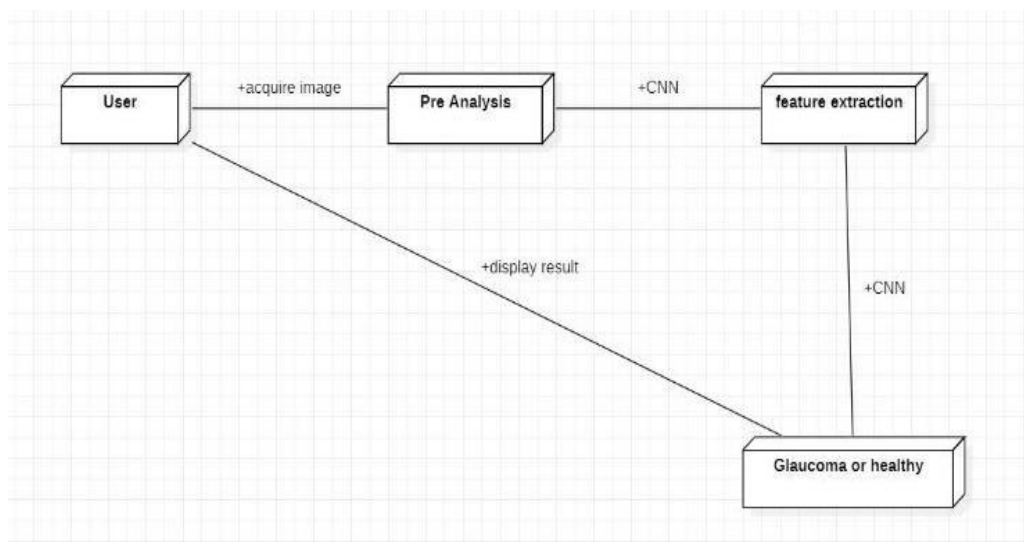 User
+acquire image
Pre Analysis
+CNN
feature extraction
+display result
+CNN
Glaucoma or healthy